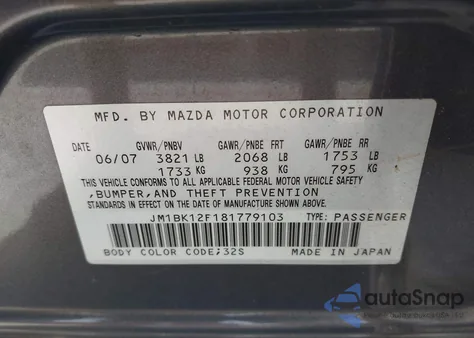 MFD. BY MAZDA MOTOR CORPORATION
DATE GVWR/PNBV GAWR/PNBE FRT GAWR/PNBE RR
06/07 3821 LB 2068 LB 1753 LB
1733 KG 938 KG 795 KG
THIS VEHICLE CONFORMS TO ALL APPLICABLE FEDERAL MOTOR VEHICLE SAFETY,
BUMPER, AND THEFT PREVENTION
STANDARDS IN EFFECT ON THE DATE OF MANUFACTURE SHOWN ABOVE.
JM1BK12F181779103 TYPE: PASSENGER
BODY COLOR CODE;32S MADE IN JAPAN
autoSnap